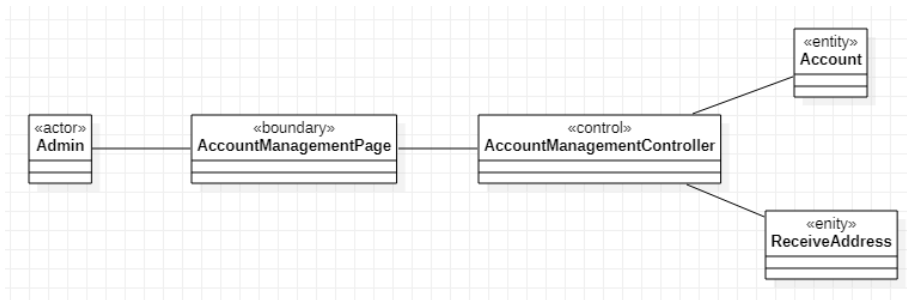 «entity»
Account
«actor»
Admin
«boundary»
AccountManagementPage
«control»
AccountManagementController
«enity»
ReceiveAddress